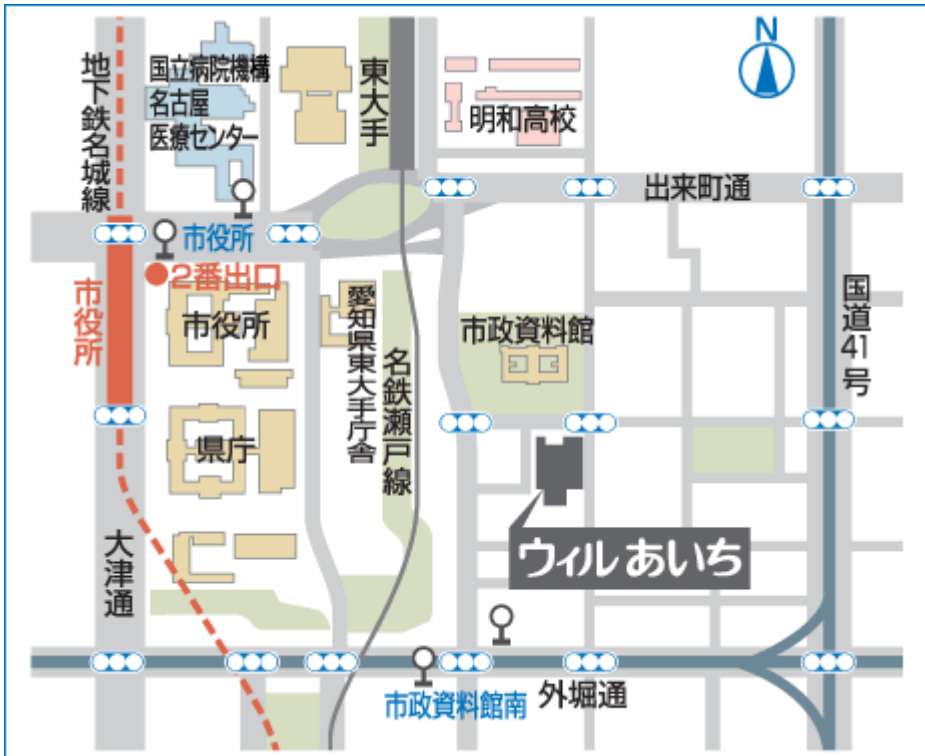 N
地下鉄名城線
国立病院機構
名古屋
医療センター
東大手
明和高校
出来町通
市役所
2番出口
市役所
市役所
愛知県東大手庁舎
名鉄瀬戸線
市政資料館
国道41号
県庁
大津通
ウィルあいち
市政資料館南
外堀通